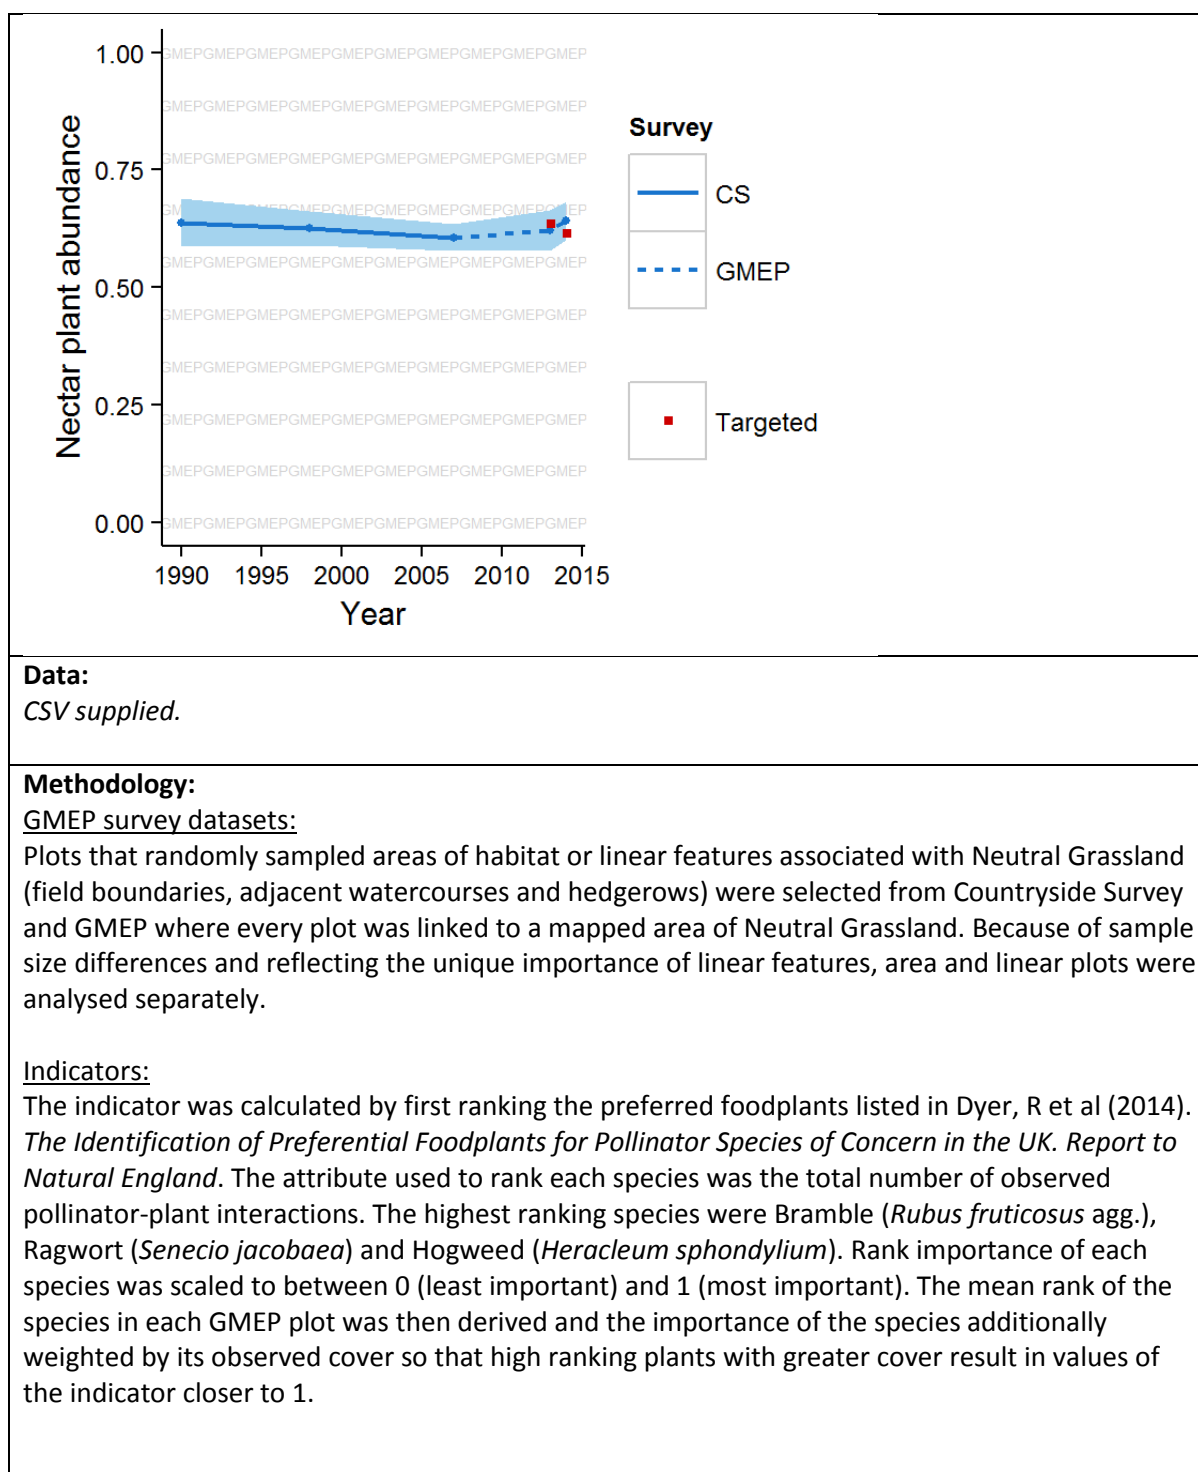 1.00
0.75
0.50
0.25
0.00
Nectar plant abundance
GMEPGMEPGMEPGMEPGMEPGMEPGMEPGMEPGMEPGMEP
GMEPGMEPGMEPGMEPGMEPGMEPGMEPGMEPGMEPGMEP
GMEPGMEPGMEPGMEPGMEPGMEPGMEPGMEPGMEPGMEP
GMEPGMEPGMEPGMEPGMEPGMEPGMEPGMEPGMEPGMEP
GMEPGMEPGMEPGMEPGMEPGMEPGMEPGMEPGMEPGMEP
GMEPGMEPGMEPGMEPGMEPGMEPGMEPGMEPGMEPGMEP
GMEPGMEPGMEPGMEPGMEPGMEPGMEPGMEPGMEPGMEP
GMEPGMEPGMEPGMEPGMEPGMEPGMEPGMEPGMEPGMEP
GMEPGMEPGMEPGMEPGMEPGMEPGMEPGMEPGMEPGMEP
GMEPGMEPGMEPGMEPGMEPGMEPGMEPGMEPGMEPGMEP
1990 1995 2000 2005 2010 2015
Year
Survey
CS
GMEP
Targeted
Data:
CSV supplied.
Methodology:
GMEP survey datasets:
Plots that randomly sampled areas of habitat or linear features associated with Neutral Grassland
(field boundaries, adjacent watercourses and hedgerows) were selected from Countryside Survey
and GMEP where every plot was linked to a mapped area of Neutral Grassland. Because of sample
size differences and reflecting the unique importance of linear features, area and linear plots were
analysed separately.
Indicators:
The indicator was calculated by first ranking the preferred foodplants listed in Dyer, R et al (2014).
The Identification of Preferential Foodplants for Pollinator Species of Concern in the UK. Report to
Natural England. The attribute used to rank each species was the total number of observed
pollinator-plant interactions. The highest ranking species were Bramble (Rubus fruticosus agg.),
Ragwort (Senecio jacobaea) and Hogweed (Heracleum sphondylium). Rank importance of each
species was scaled to between 0 (least important) and 1 (most important). The mean rank of the
species in each GMEP plot was then derived and the importance of the species additionally
weighted by its observed cover so that high ranking plants with greater cover result in values of
the indicator closer to 1.